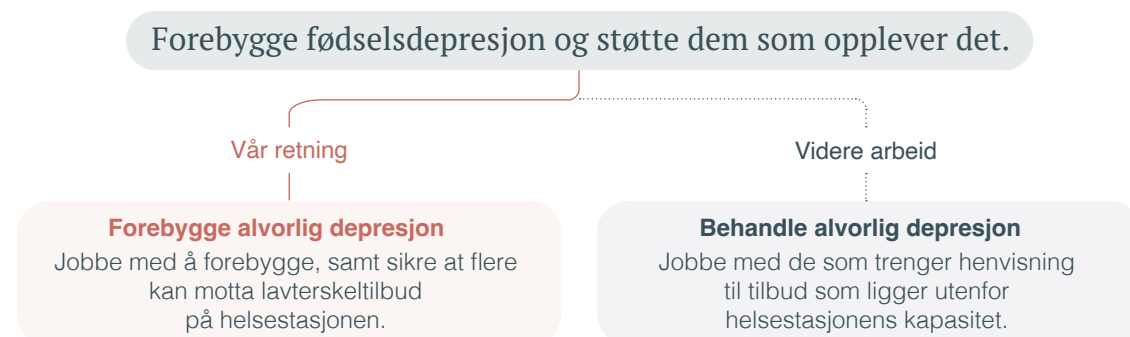 Forebygge fødselsdepresjon og støtte dem som opplever det.
Vår retning
Videre arbeid
Forebygge alvorlig depresjon
Jobbe med å forebygge, samt sikre at flere
kan motta lavterskeltilbud
på helsestasjonen.
Behandle alvorlig depresjon
Jobbe med de som trenger henvisning
til tilbud som ligger utenfor
helsestasjonens kapasitet.